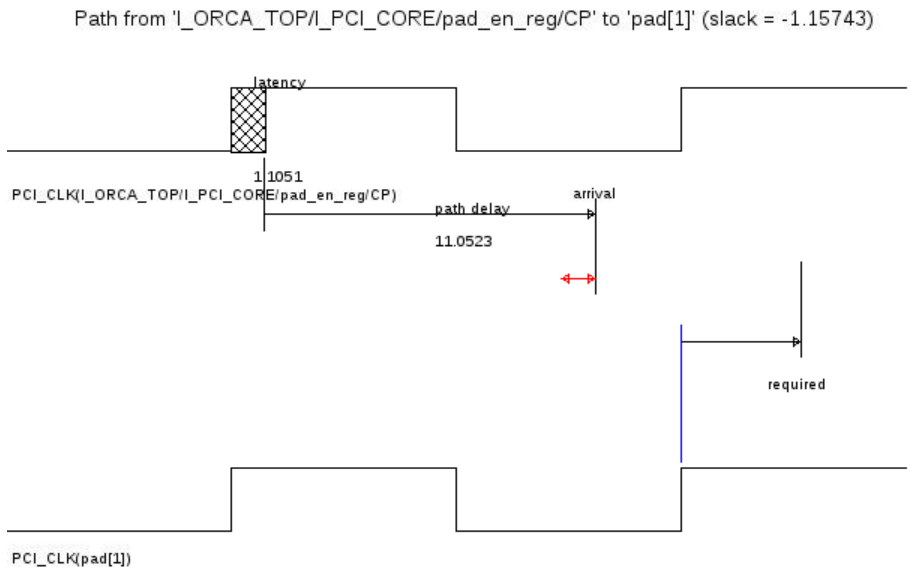 Path from 'I_ORCA_TOP/I_PCI_CORE/pad_en_reg/CP' to 'pad[1]' (slack = -1.15743)
latency
1.1051
PCI_CLK(I_ORCA_TOP/I_PCI_CORE/pad_en_reg/CP)
arrival
path delay
11.0523
required
PCI_CLK(pad[1])